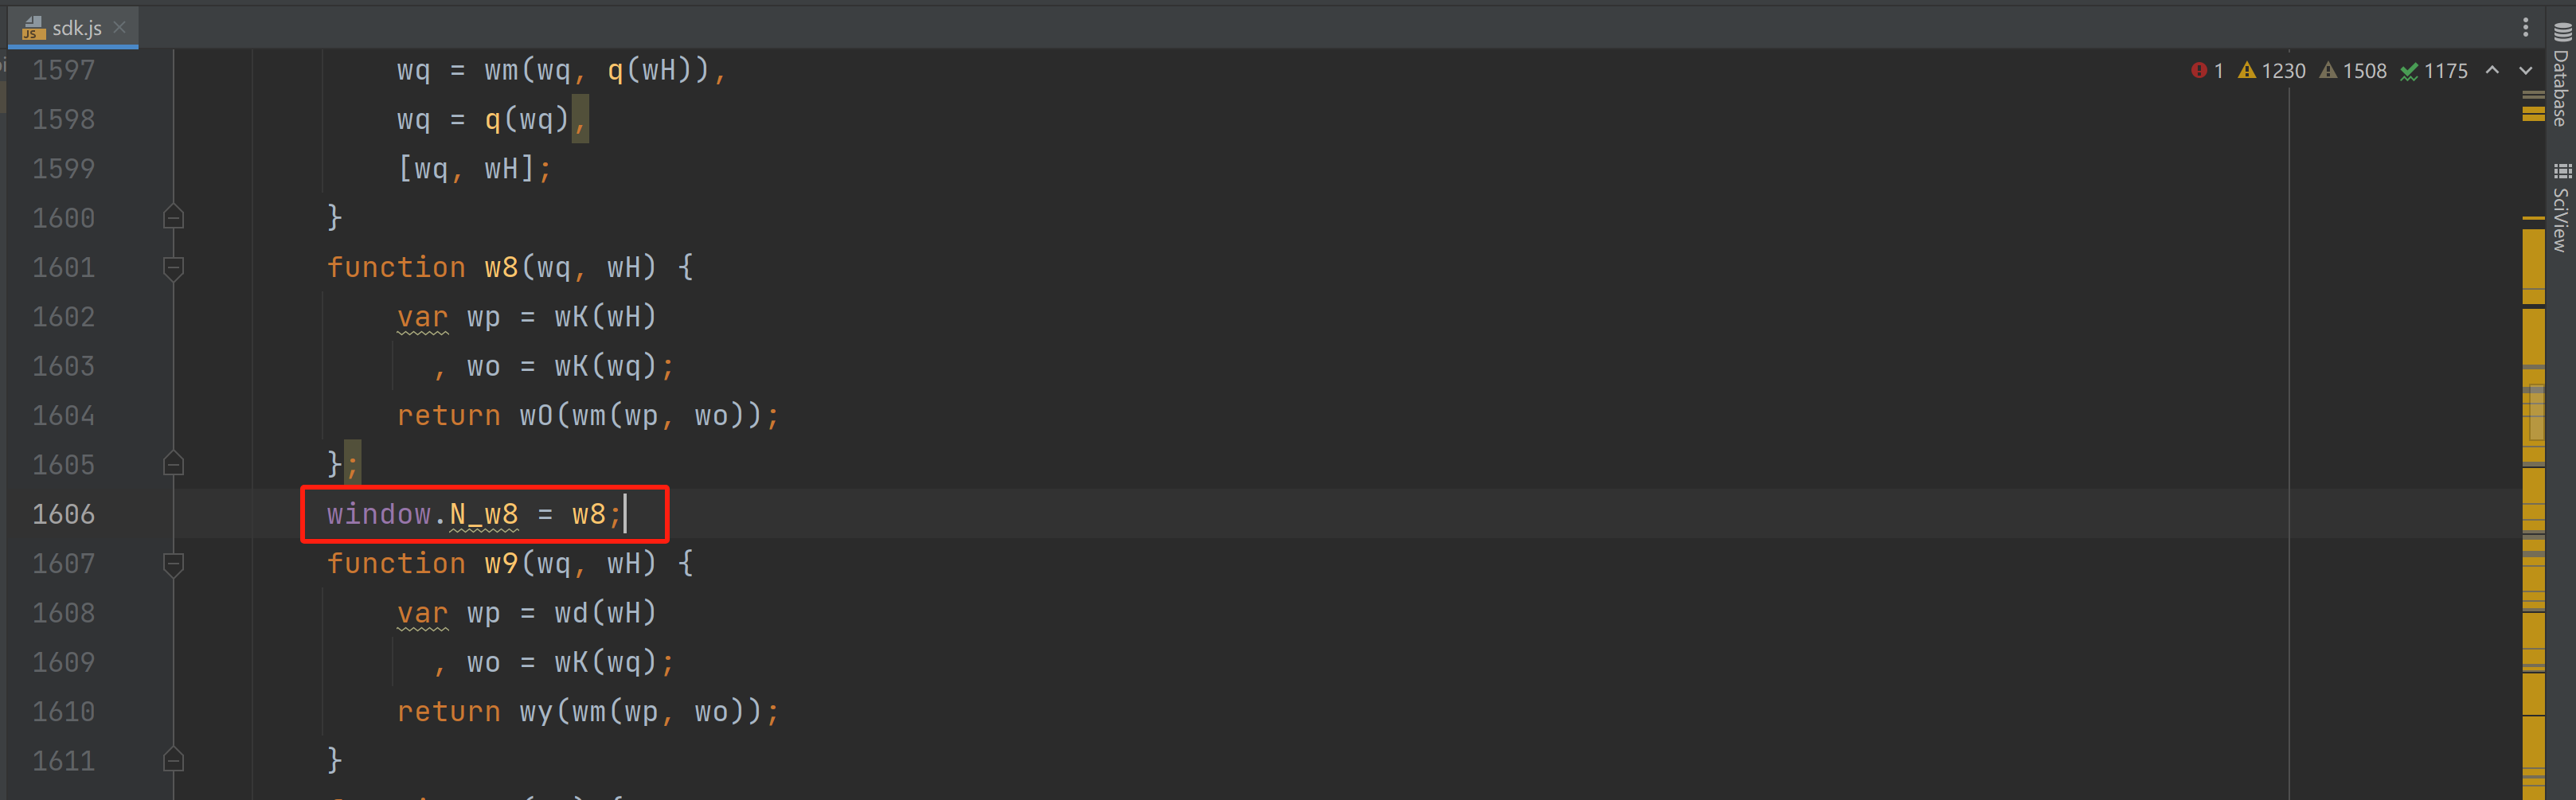 sdk.js
1 1230 1508 1175
Database
SciView
1597 wq = wm(wq, q(wH)),
1598 wq = q(wq),
1599 [wq, wH];
1600 }
1601 function w8(wq, wH) {
1602 var wp = wK(wH)
1603 , wo = wK(wq);
1604 return wO(wm(wp, wo));
1605 };
1606 window.N_w8 = w8;
1607 function w9(wq, wH) {
1608 var wp = wd(wH)
1609 , wo = wK(wq);
1610 return wy(wm(wp, wo));
1611 }